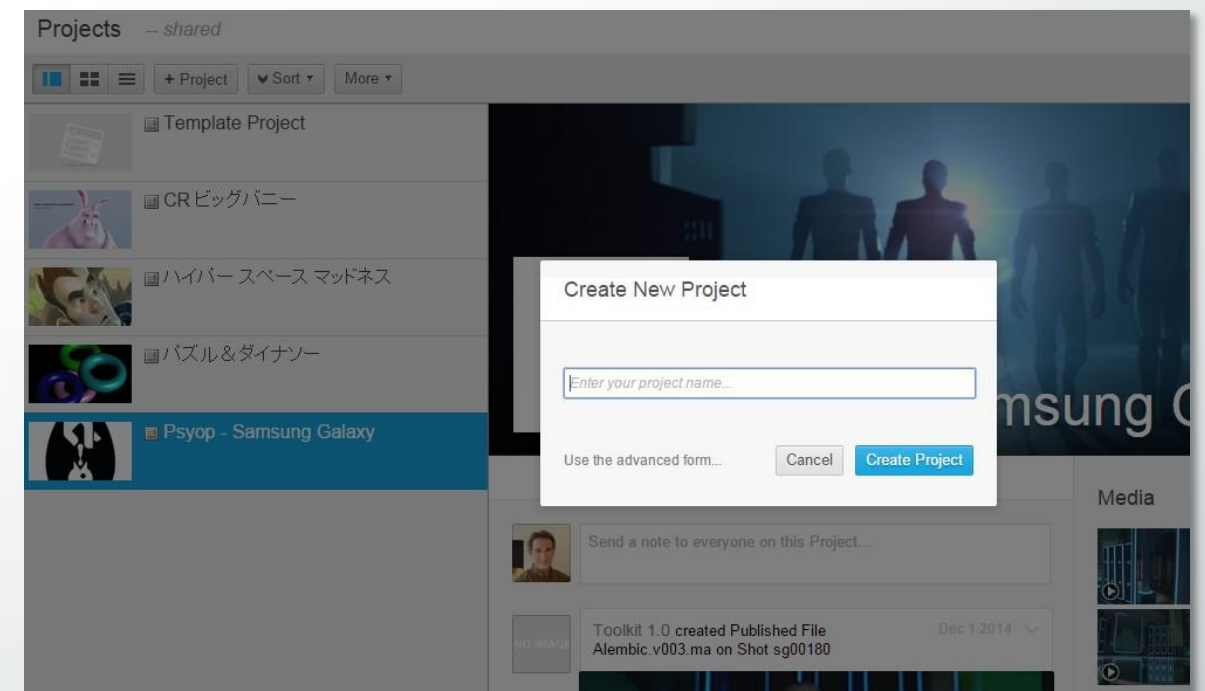 Projects – shared
+ Project Sort More
Template Project
CR ビッグバニー
ハイパー スペース マッドネス
パズル＆ダイナソー
Psyop - Samsung Galaxy
msung G
Create New Project
Enter your project name...
Use the advanced form... Cancel Create Project
Media
Send a note to everyone on this Project...
NO IMAGE
Toolkit 1.0 created Published File Dec 1 2014
Alembic.v003.ma on Shot sg00180